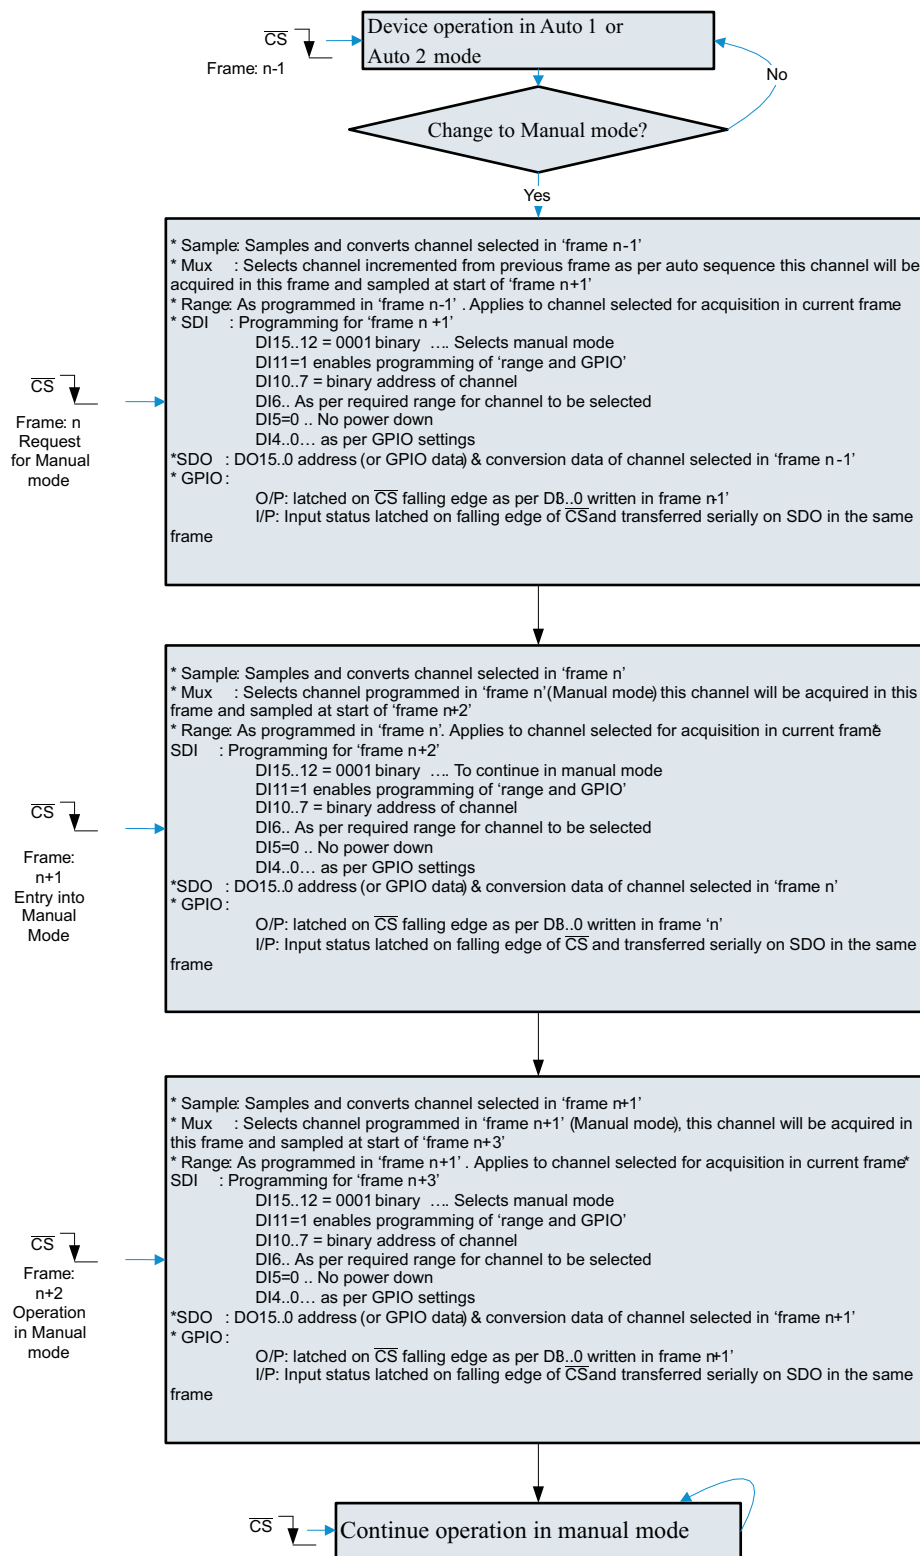 Device operation in Auto 1 or
Auto 2 mode
CS
Frame: n-1
No
Change to Manual mode?
Yes
* Sample: Samples and converts channel selected in ‘frame n-1’
* Mux : Selects channel incremented from previous frame as per auto sequence this channel will be
acquired in this frame and sampled at start of ‘frame n+1’
* Range: As programmed in ‘frame n-1’ . Applies to channel selected for acquisition in current frame
* SDI : Programming for ‘frame n +1’
DI15..12 = 0001 binary …. Selects manual mode
DI11=1 enables programming of ‘range and GPIO’
DI10..7 = binary address of channel
DI6.. As per required range for channel to be selected
DI5=0 .. No power down
DI4..0… as per GPIO settings
*SDO : DO15..0 address (or GPIO data) & conversion data of channel selected in ‘frame n -1’
* GPIO :
O/P: latched on CS falling edge as per DB..0 written in frame n-1’
I/P: Input status latched on falling edge of CS and transferred serially on SDO in the same
frame
CS
Frame: n
Request
for Manual
mode
* Sample: Samples and converts channel selected in ‘frame n’
* Mux : Selects channel programmed in ‘frame n’(Manual mode) this channel will be acquired in this
frame and sampled at start of ‘frame n+2’
* Range: As programmed in ‘frame n’. Applies to channel selected for acquisition in current frame*
SDI : Programming for ‘frame n+2’
DI15..12 = 0001 binary …. To continue in manual mode
DI11=1 enables programming of ‘range and GPIO’
DI10..7 = binary address of channel
DI6.. As per required range for channel to be selected
DI5=0 .. No power down
DI4..0… as per GPIO settings
*SDO : DO15..0 address (or GPIO data) & conversion data of channel selected in ‘frame n’
* GPIO :
O/P: latched on CS falling edge as per DB..0 written in frame ‘n’
I/P: Input status latched on falling edge of CS and transferred serially on SDO in the same
frame
CS
Frame:
n+1
Entry into
Manual
Mode
* Sample: Samples and converts channel selected in ‘frame n+1’
* Mux : Selects channel programmed in ‘frame n+1’ (Manual mode), this channel will be acquired in
this frame and sampled at start of ‘frame n+3’
* Range: As programmed in ‘frame n+1’ . Applies to channel selected for acquisition in current frame*
SDI : Programming for ‘frame n+3’
DI15..12 = 0001 binary …. Selects manual mode
DI11=1 enables programming of ‘range and GPIO’
DI10..7 = binary address of channel
DI6.. As per required range for channel to be selected
DI5=0 .. No power down
DI4..0… as per GPIO settings
*SDO : DO15..0 address (or GPIO data) & conversion data of channel selected in ‘frame n+1’
* GPIO :
O/P: latched on CS falling edge as per DB..0 written in frame n+1’
I/P: Input status latched on falling edge of CS and transferred serially on SDO in the same
frame
CS
Frame:
n+2
Operation
in Manual
mode
CS
Continue operation in manual mode